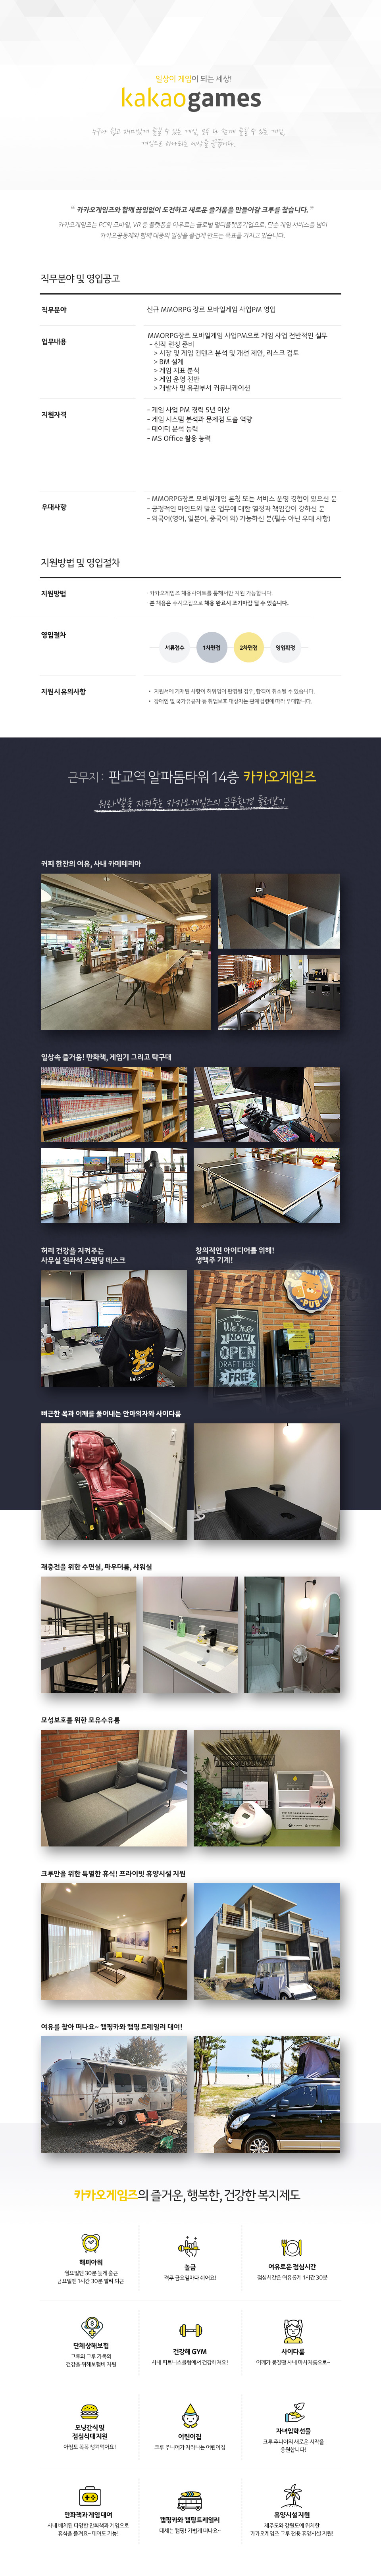 일상이 게임이 되는 세상!
kakaogames
누구나 쉽고 재미있게 즐길 수 있는 게임, 모두 다 함께 즐길 수 있는 게임,
게임으로 하나되는 세상을 꿈꿉니다.
“ 카카오게임즈와 함께 끊임없이 도전하고 새로운 즐거움을 만들어갈 크루를 찾습니다. ”
카카오게임즈는 PC와 모바일, VR 등 플랫폼을 아우르는 글로벌 멀티플랫폼기업으로, 단순 게임 서비스를 넘어
카카오공동체와 함께 대중의 일상을 즐겁게 만드는 목표를 가지고 있습니다.
직무분야 및 영입공고
직무분야
신규 MMORPG 장르 모바일게임 사업PM 영입
업무내용
MMORPG장르 모바일게임 사업PM으로 게임 사업 전반적인 실무
- 신작 런칭 준비
> 시장 및 게임 컨텐츠 분석 및 개선 제안, 리스크 검토
> BM 설계
> 게임 지표 분석
> 게임 운영 전반
> 개발사 및 유관부서 커뮤니케이션
지원자격
- 게임 사업 PM 경력 5년 이상
- 게임 시스템 분석과 문제점 도출 역량
- 데이터 분석 능력
- MS Office 활용 능력
우대사항
- MMORPG장르 모바일게임 론칭 또는 서비스 운영 경험이 있으신 분
- 긍정적인 마인드와 맡은 업무에 대한 열정과 책임감이 강하신 분
- 외국어(영어, 일본어, 중국어 외) 가능하신 분(필수 아닌 우대 사항)
지원방법 및 영입절차
지원방법
· 카카오게임즈 채용사이트를 통해서만 지원 가능합니다.
· 본 채용은 수시모집으로 채용 완료시 조기마감 될 수 있습니다.
영입절차
서류접수
1차면접
2차면접
영입확정
지원시 유의사항
• 지원서에 기재된 사항이 허위임이 판명될 경우, 합격이 취소될 수 있습니다.
• 장애인 및 국가유공자 등 취업보호 대상자는 관계법령에 따라 우대합니다.
근무지 : 판교역 알파돔타워 14층 카카오게임즈
워라밸을 지켜주는 카카오게임즈의 근무환경 둘러보기
커피 한잔의 여유, 사내 카페테리아
일상속 즐거움! 만화책, 게임기 그리고 탁구대
허리 건강을 지켜주는
사무실 전좌석 스탠딩 데스크
창의적인 아이디어를 위해!
생맥주 기계!
kakao
PUB
We're
NOW
OPEN
DRAFT BEER
FREE
뻐근한 목과 어깨를 풀어내는 안마의자와 사이다룸
재충전을 위한 수면실, 파우더룸, 샤워실
모성보호를 위한 모유수유룸
크루만을 위한 특별한 휴식! 프라이빗 휴양시설 지원
여유를 찾아 떠나요~ 캠핑카와 캠핑 트레일러 대여!
카카오게임즈의 즐거운, 행복한, 건강한 복지제도
해피아워
월요일엔 30분 늦게 출근
금요일엔 1시간 30분 빨리 퇴근
놀금
격주 금요일마다 쉬어요!
여유로운 점심시간
점심시간은 여유롭게 1시간 30분
단체상해보험
크루와 크루 가족의
건강을 위해보험비 지원
건강해 GYM
사내 피트니스클럽에서 건강해져요!
사이다룸
어깨가 뭉칠땐 사내 마사지룸으로~
모닝간식 및
점심식대 지원
아침도 꼭꼭 챙겨먹어요!
어린이집
크루 주니어가 자라나는 어린이집
자녀입학선물
크루 주니어의 새로운 시작을
응원합니다!
만화책과 게임 대여
사내 배치된 다양한 만화책과 게임으로
휴식을 즐겨요~ 대여도 가능!
캠핑카와 캠핑트레일러
대세는 캠핑! 가볍게 떠나요~
휴양시설 지원
제주도와 강원도에 위치한
카카오게임즈 크루 전용 휴양시설 지원!